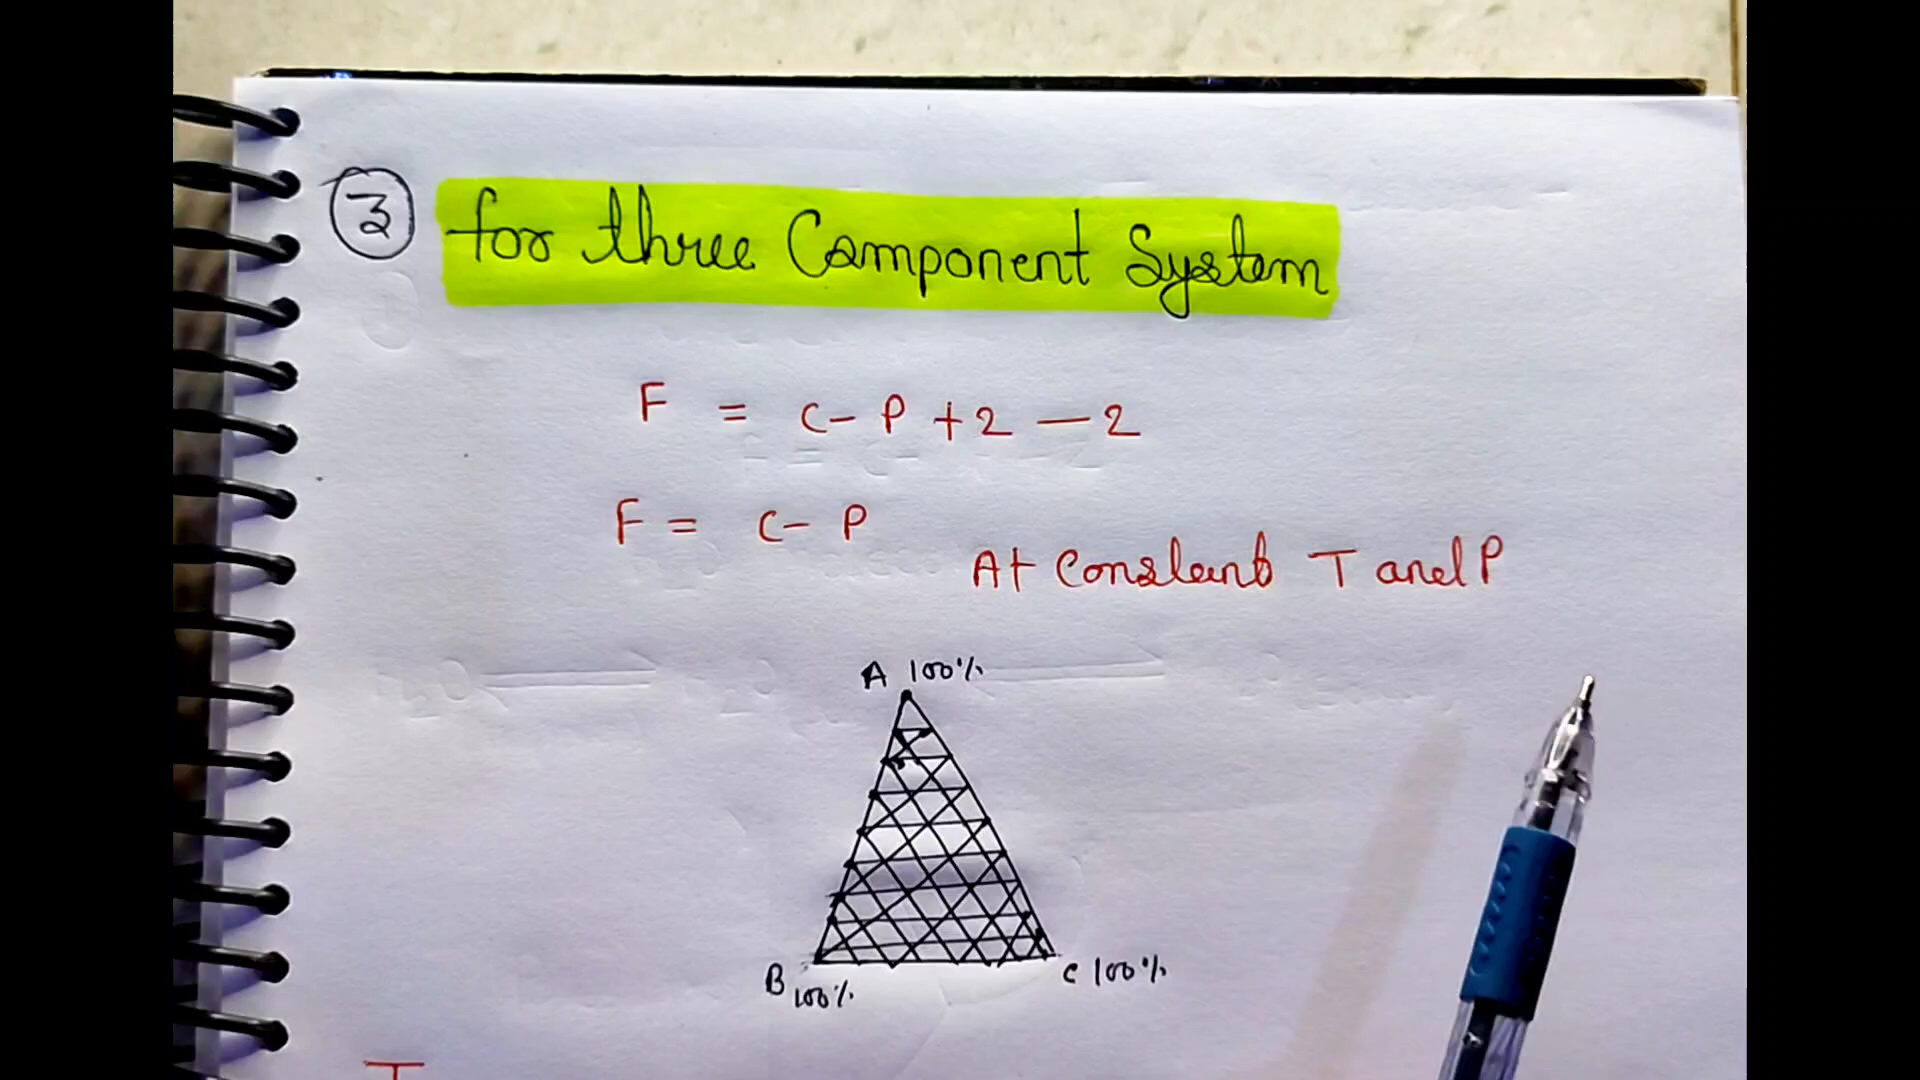 3 for three Component System
F = C - P + 2 - 2
F = C - P
At Constant T and P
A 100%
B 100%
C 100%
T